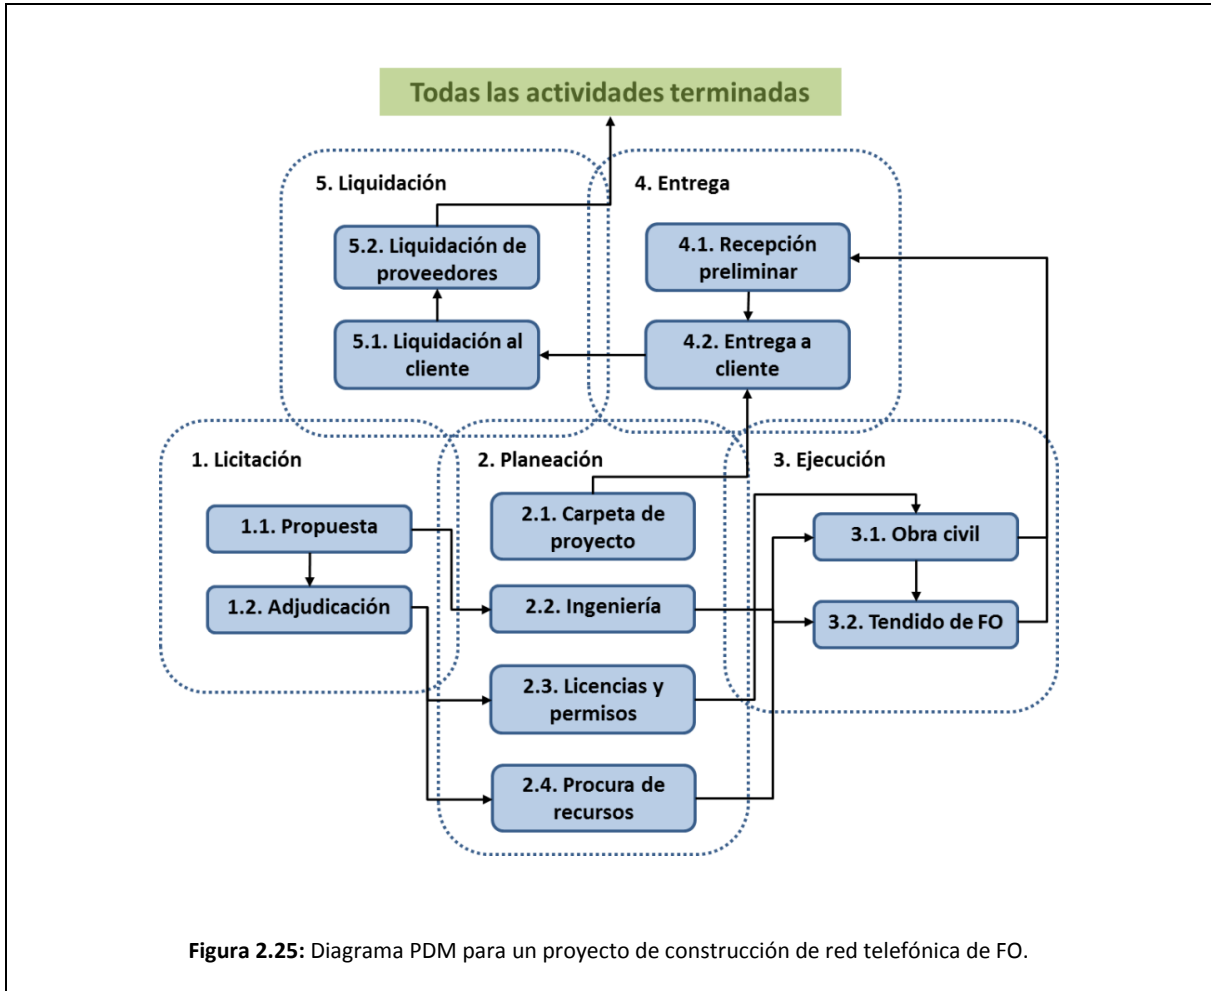 Todas las actividades terminadas
5. Liquidación
4. Entrega
5.2. Liquidación de
proveedores
4.1. Recepción
preliminar
5.1. Liquidación al
cliente
4.2. Entrega a
cliente
1. Licitación
2. Planeación
3. Ejecución
1.1. Propuesta
2.1. Carpeta de
proyecto
3.1. Obra civil
1.2. Adjudicación
2.2. Ingeniería
3.2. Tendido de FO
2.3. Licencias y
permisos
2.4. Procura de
recursos
Figura 2.25: Diagrama PDM para un proyecto de construcción de red telefónica de FO.